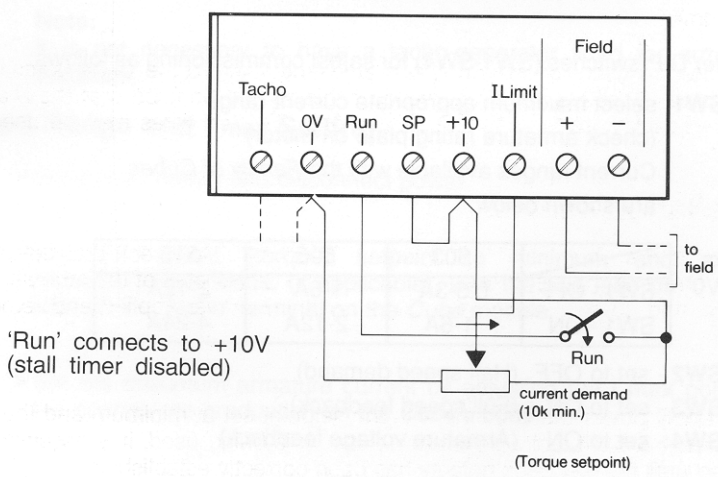 Field
Tacho
ILimit
0V Run SP +10 + −
to
field
'Run' connects to +10V
(stall timer disabled)
Run
current demand
(10k min.)
(Torque setpoint)